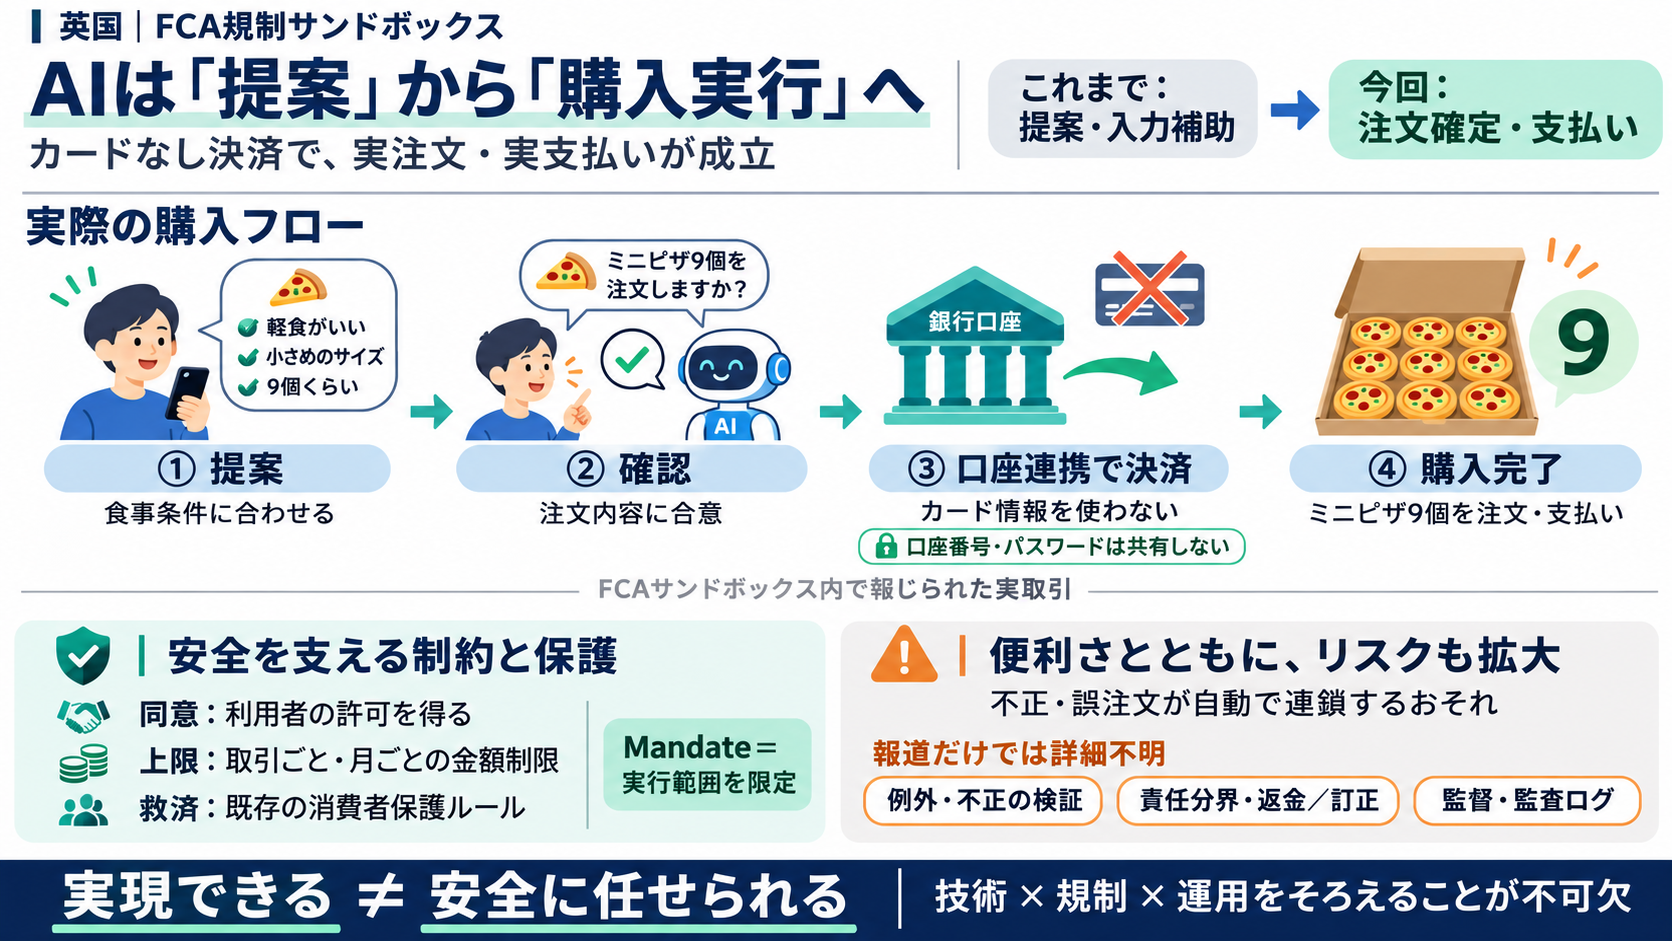 英国｜FCA規制サンドボックス
AIは「提案」から「購入実行」へ
カードなし決済で、実注文・実支払いが成立
これまで：
提案・入力補助
今回：
注文確定・支払い
実際の購入フロー
軽食がいい
小さめのサイズ
9個くらい
① 提案
食事条件に合わせる
ミニピザ9個を
注文しますか？
AI
② 確認
注文内容に合意
銀行口座
③ 口座連携で決済
カード情報を使わない
口座番号・パスワードは共有しない
9
④ 購入完了
ミニピザ9個を注文・支払い
FCAサンドボックス内で報じられた実取引
安全を支える制約と保護
同意：利用者の許可を得る
上限：取引ごと・月ごとの金額制限
救済：既存の消費者保護ルール
Mandate＝
実行範囲を限定
便利さとともに、リスクも拡大
不正・誤注文が自動で連鎖するおそれ
報道だけでは詳細不明
例外・不正の検証
責任分界・返金／訂正
監督・監査ログ
実現できる ≠ 安全に任せられる
技術 × 規制 × 運用をそろえることが不可欠